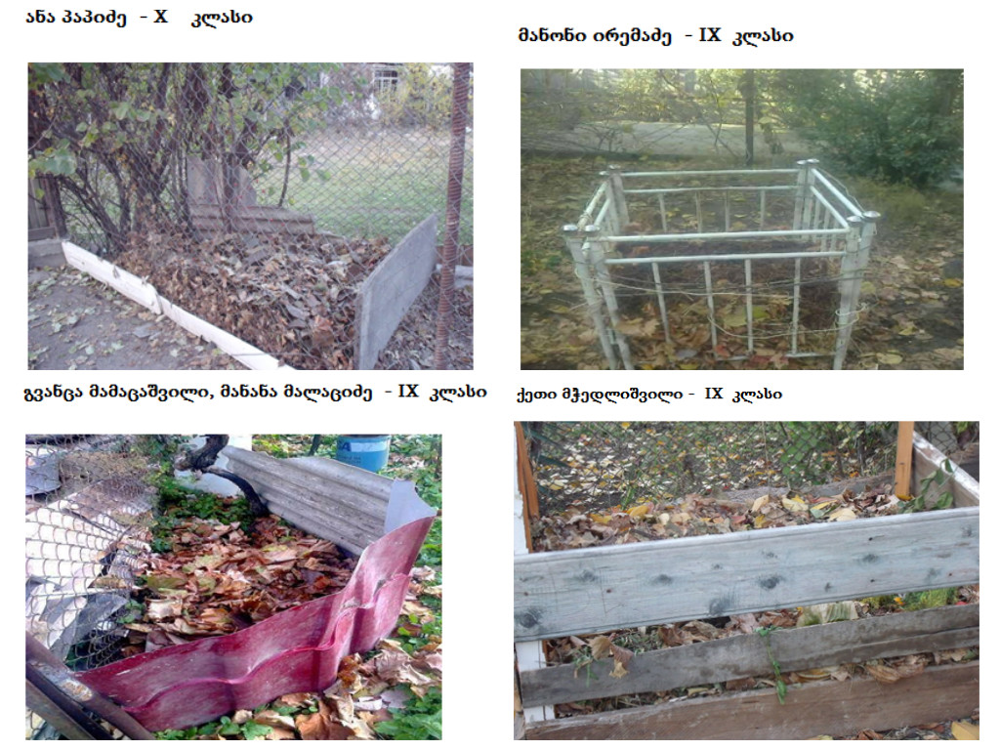 ანა პაპიძე - X კლასი
მანონი ირემაძე - IX კლასი
გვანცა მამაცაშვილი, მანანა მალაციძე - IX კლასი
ქეთი მჭედლიშვილი - IX კლასი